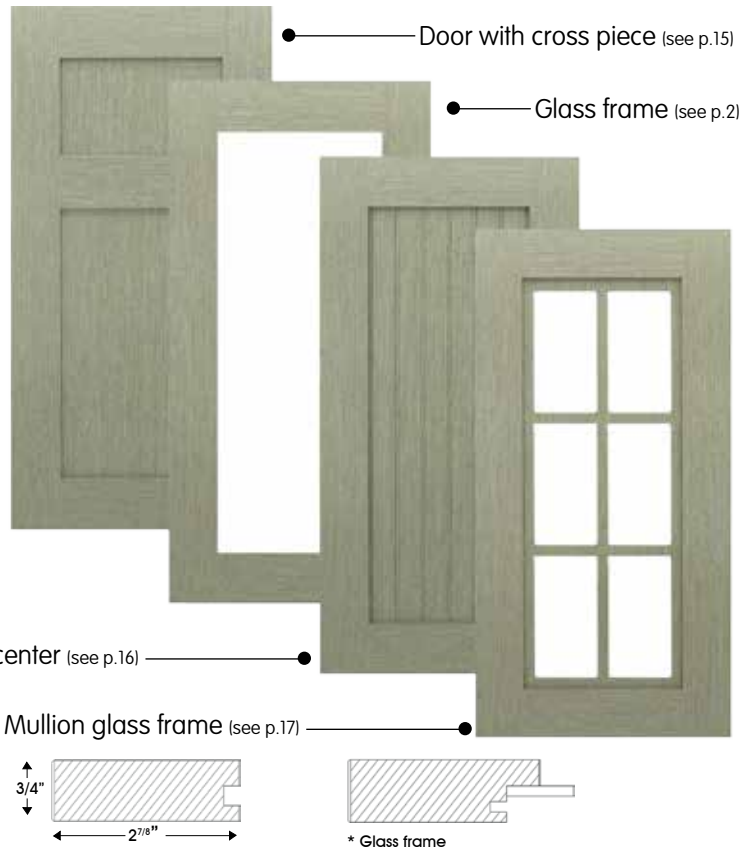 Door with cross piece (see p.15)
Glass frame (see p.2)
center (see p.16)
Mullion glass frame (see p.17)
3/4"
2 7/8"
* Glass frame